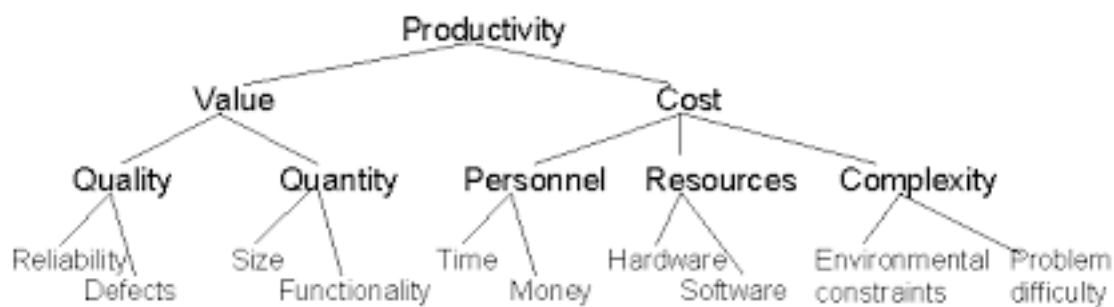 Productivity
Value Cost
Quality Quantity Personnel Resources Complexity
Reliability Size Time Hardware Environmental Problem
Defects Functionality Money Software constraints difficulty